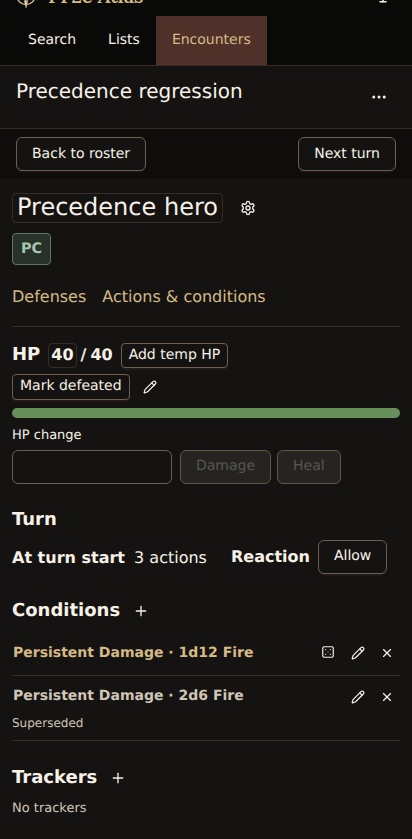 Search Lists Encounters
Precedence regression
Back to roster Next turn
Precedence hero
PC
Defenses Actions & conditions
HP 40 / 40 Add temp HP
Mark defeated
HP change
Damage Heal
Turn
At turn start 3 actions Reaction Allow
Conditions +
Persistent Damage · 1d12 Fire
Persistent Damage · 2d6 Fire
Superseded
Trackers +
No trackers